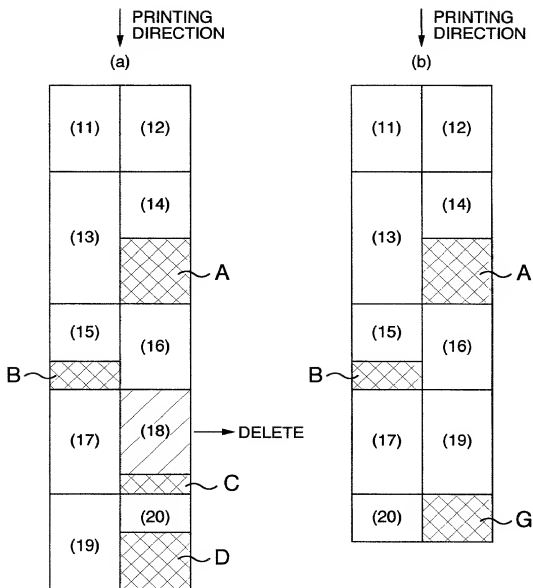 PRINTING
DIRECTION
(a)
(11) (12)
(13) (14)
A
(15) (16)
B
(17) (18) DELETE
C
(19) (20)
D
PRINTING
DIRECTION
(b)
(11) (12)
(13) (14)
A
(15) (16)
B
(17) (19)
(20) G